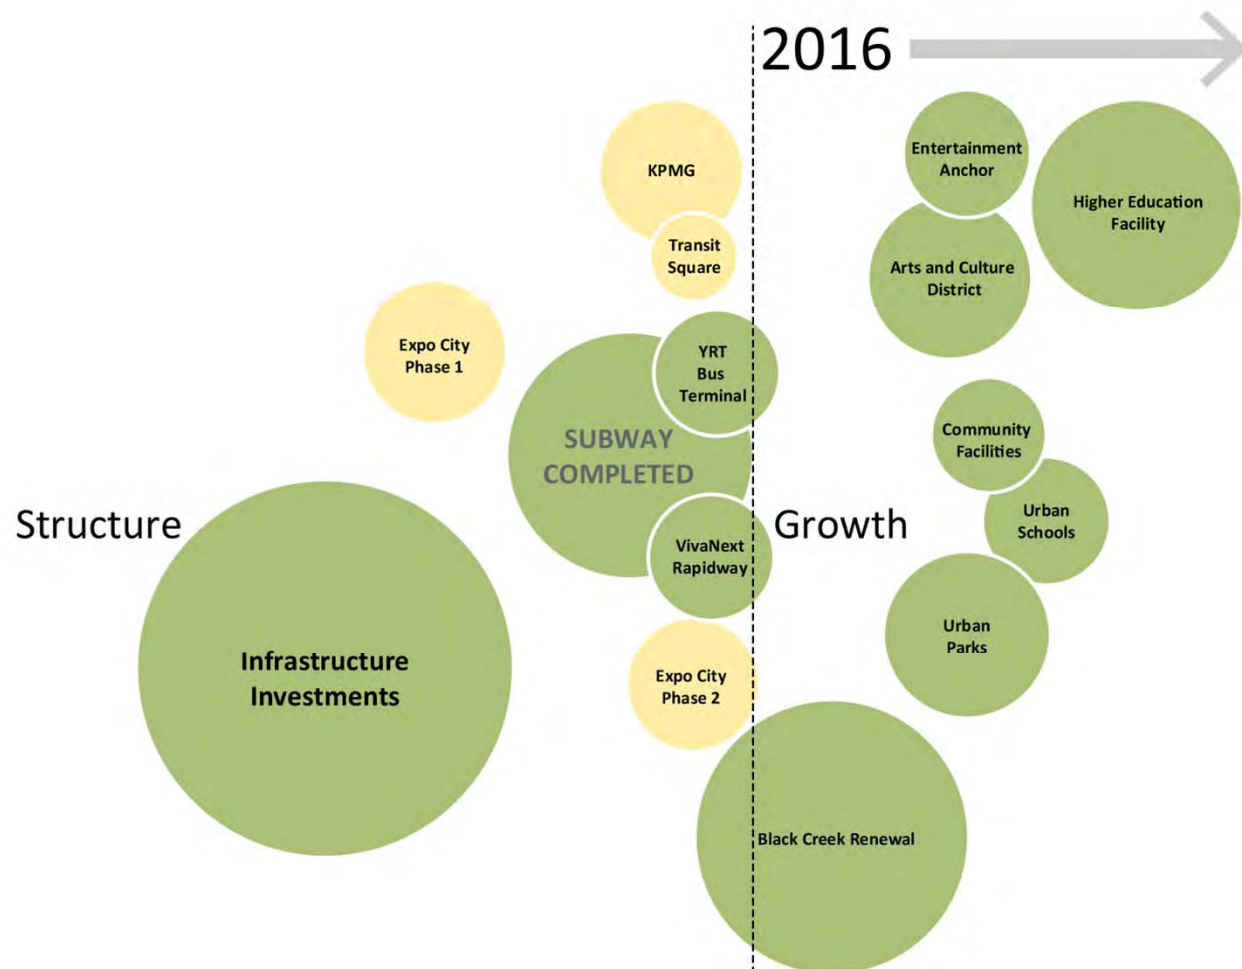 2016
KPMG
Transit
Square
Entertainment
Anchor
Higher Education
Facility
Arts and Culture
District
Expo City
Phase 1
YRT
Bus
Terminal
SUBWAY
COMPLETED
Community
Facilities
Structure
Growth
Urban
Schools
VivaNext
Rapidway
Urban
Parks
Infrastructure
Investments
Expo City
Phase 2
Black Creek Renewal